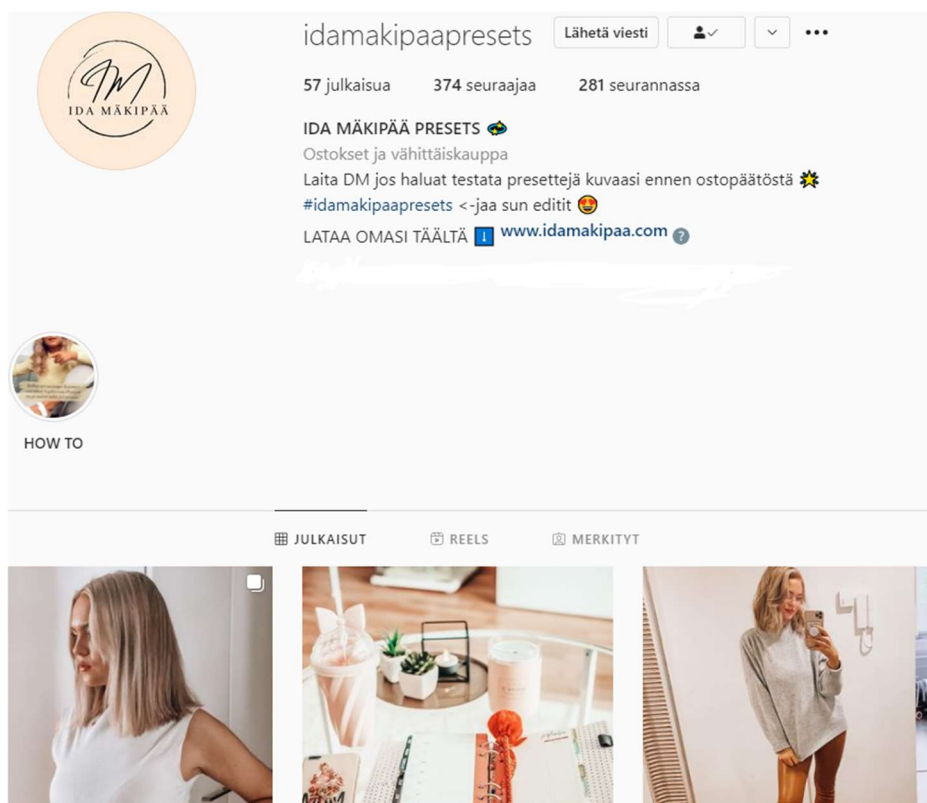 idamakipaapresets Lähetä viesti
IDA MÄKIPÄÄ
57 julkaisua 374 seuraajaa 281 seurannassa
IDA MÄKIPÄÄ PRESETS
Ostokset ja vähittäiskauppa
Laita DM jos haluat testata presettejä kuvaasi ennen ostopäätöstä
#idamakipaapresets <-jaa sun editit 😍
LATAA OMASI TÄÄLTÄ ⬇ www.idamakipaa.com ?
HOW TO
JULKAISUT REELS MERKITYT